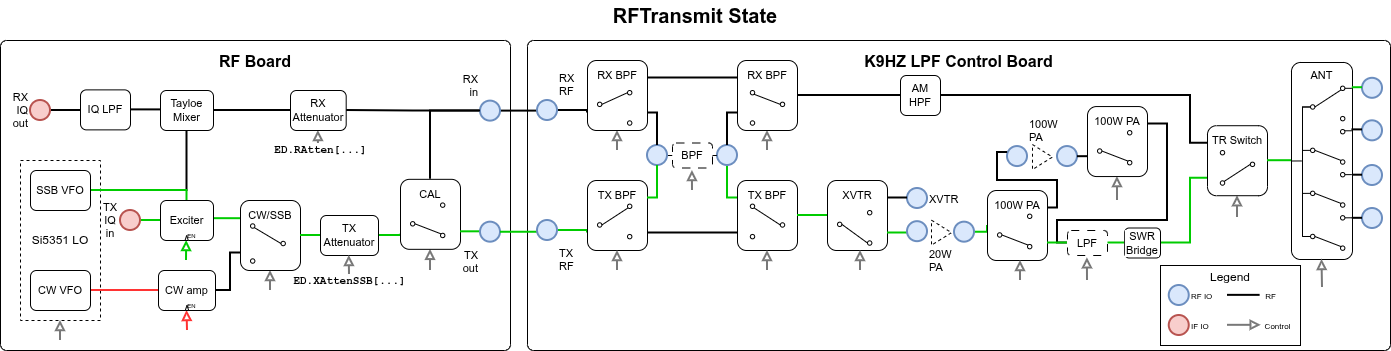 RFTransmit State
RF Board
RX
IQ
out
IQ LPF
Tayloe
Mixer
RX
Attenuator
ED.RAtten[...]
RX
in
SSB VFO
TX
IQ
in
Si5351 LO
Exciter
EN
CW/SSB
TX
Attenuator
ED.XAttenSSB[...]
CAL
TX
out
CW VFO
CW amp
EN
K9HZ LPF Control Board
RX
RF
RX BPF
RX BPF
AM
HPF
BPF
TX
RF
TX BPF
TX BPF
XVTR
XVTR
20W
PA
100W
PA
100W PA
100W PA
LPF
SWR
Bridge
TR Switch
ANT
Legend
RF IO
RF
IF IO
Control